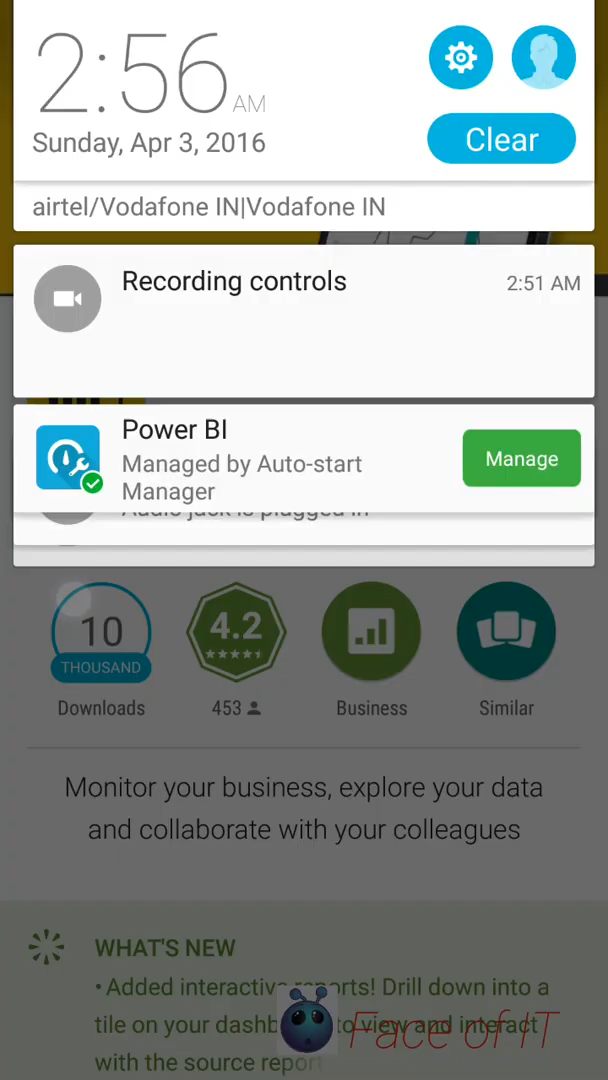 2:56 AM
Sunday, Apr 3, 2016
Clear
airtel/Vodafone IN|Vodafone IN
Recording controls
2:51 AM
Power BI
Managed by Auto-start
Manager
Manage
Audio jack is plugged in
10
THOUSAND
Downloads
4.2
453
Business
Similar
Monitor your business, explore your data
and collaborate with your colleagues
WHAT'S NEW
• Added interactive reports! Drill down into a
tile on your dashb to view and interact
with the source report
Face of IT